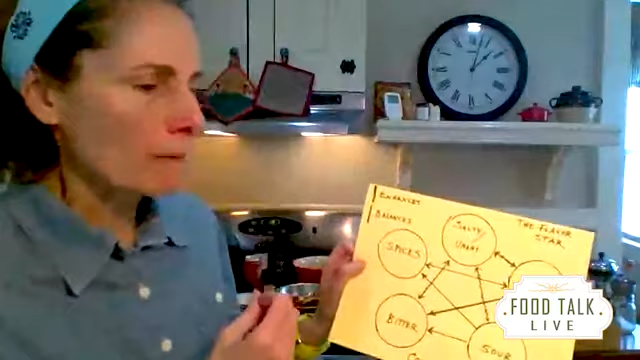 ENHANCES
BALANCES
THE FLAVOR
STAR
SALTY
UMAMI
SPICES
BITTER
SOUR
FOOD TALK
LIVE